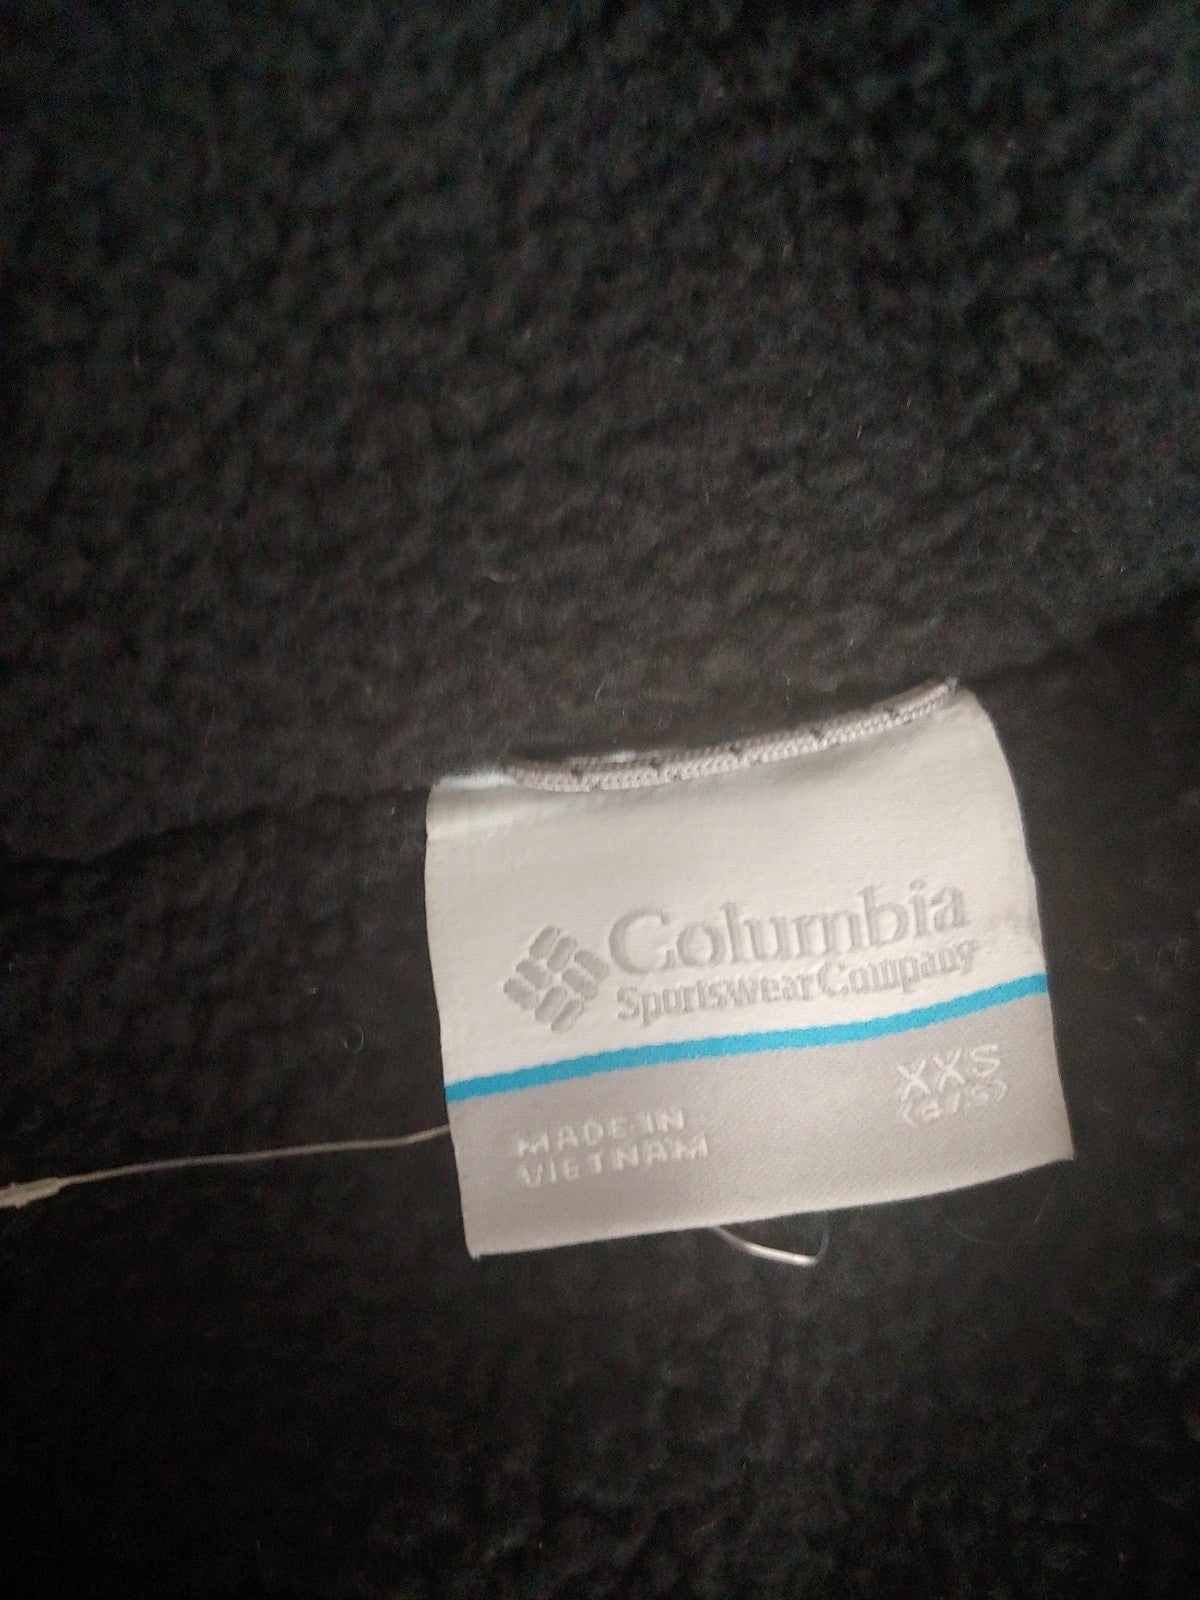 Columbia
Sportswear Company
XXS
MADE IN
VIETNAM